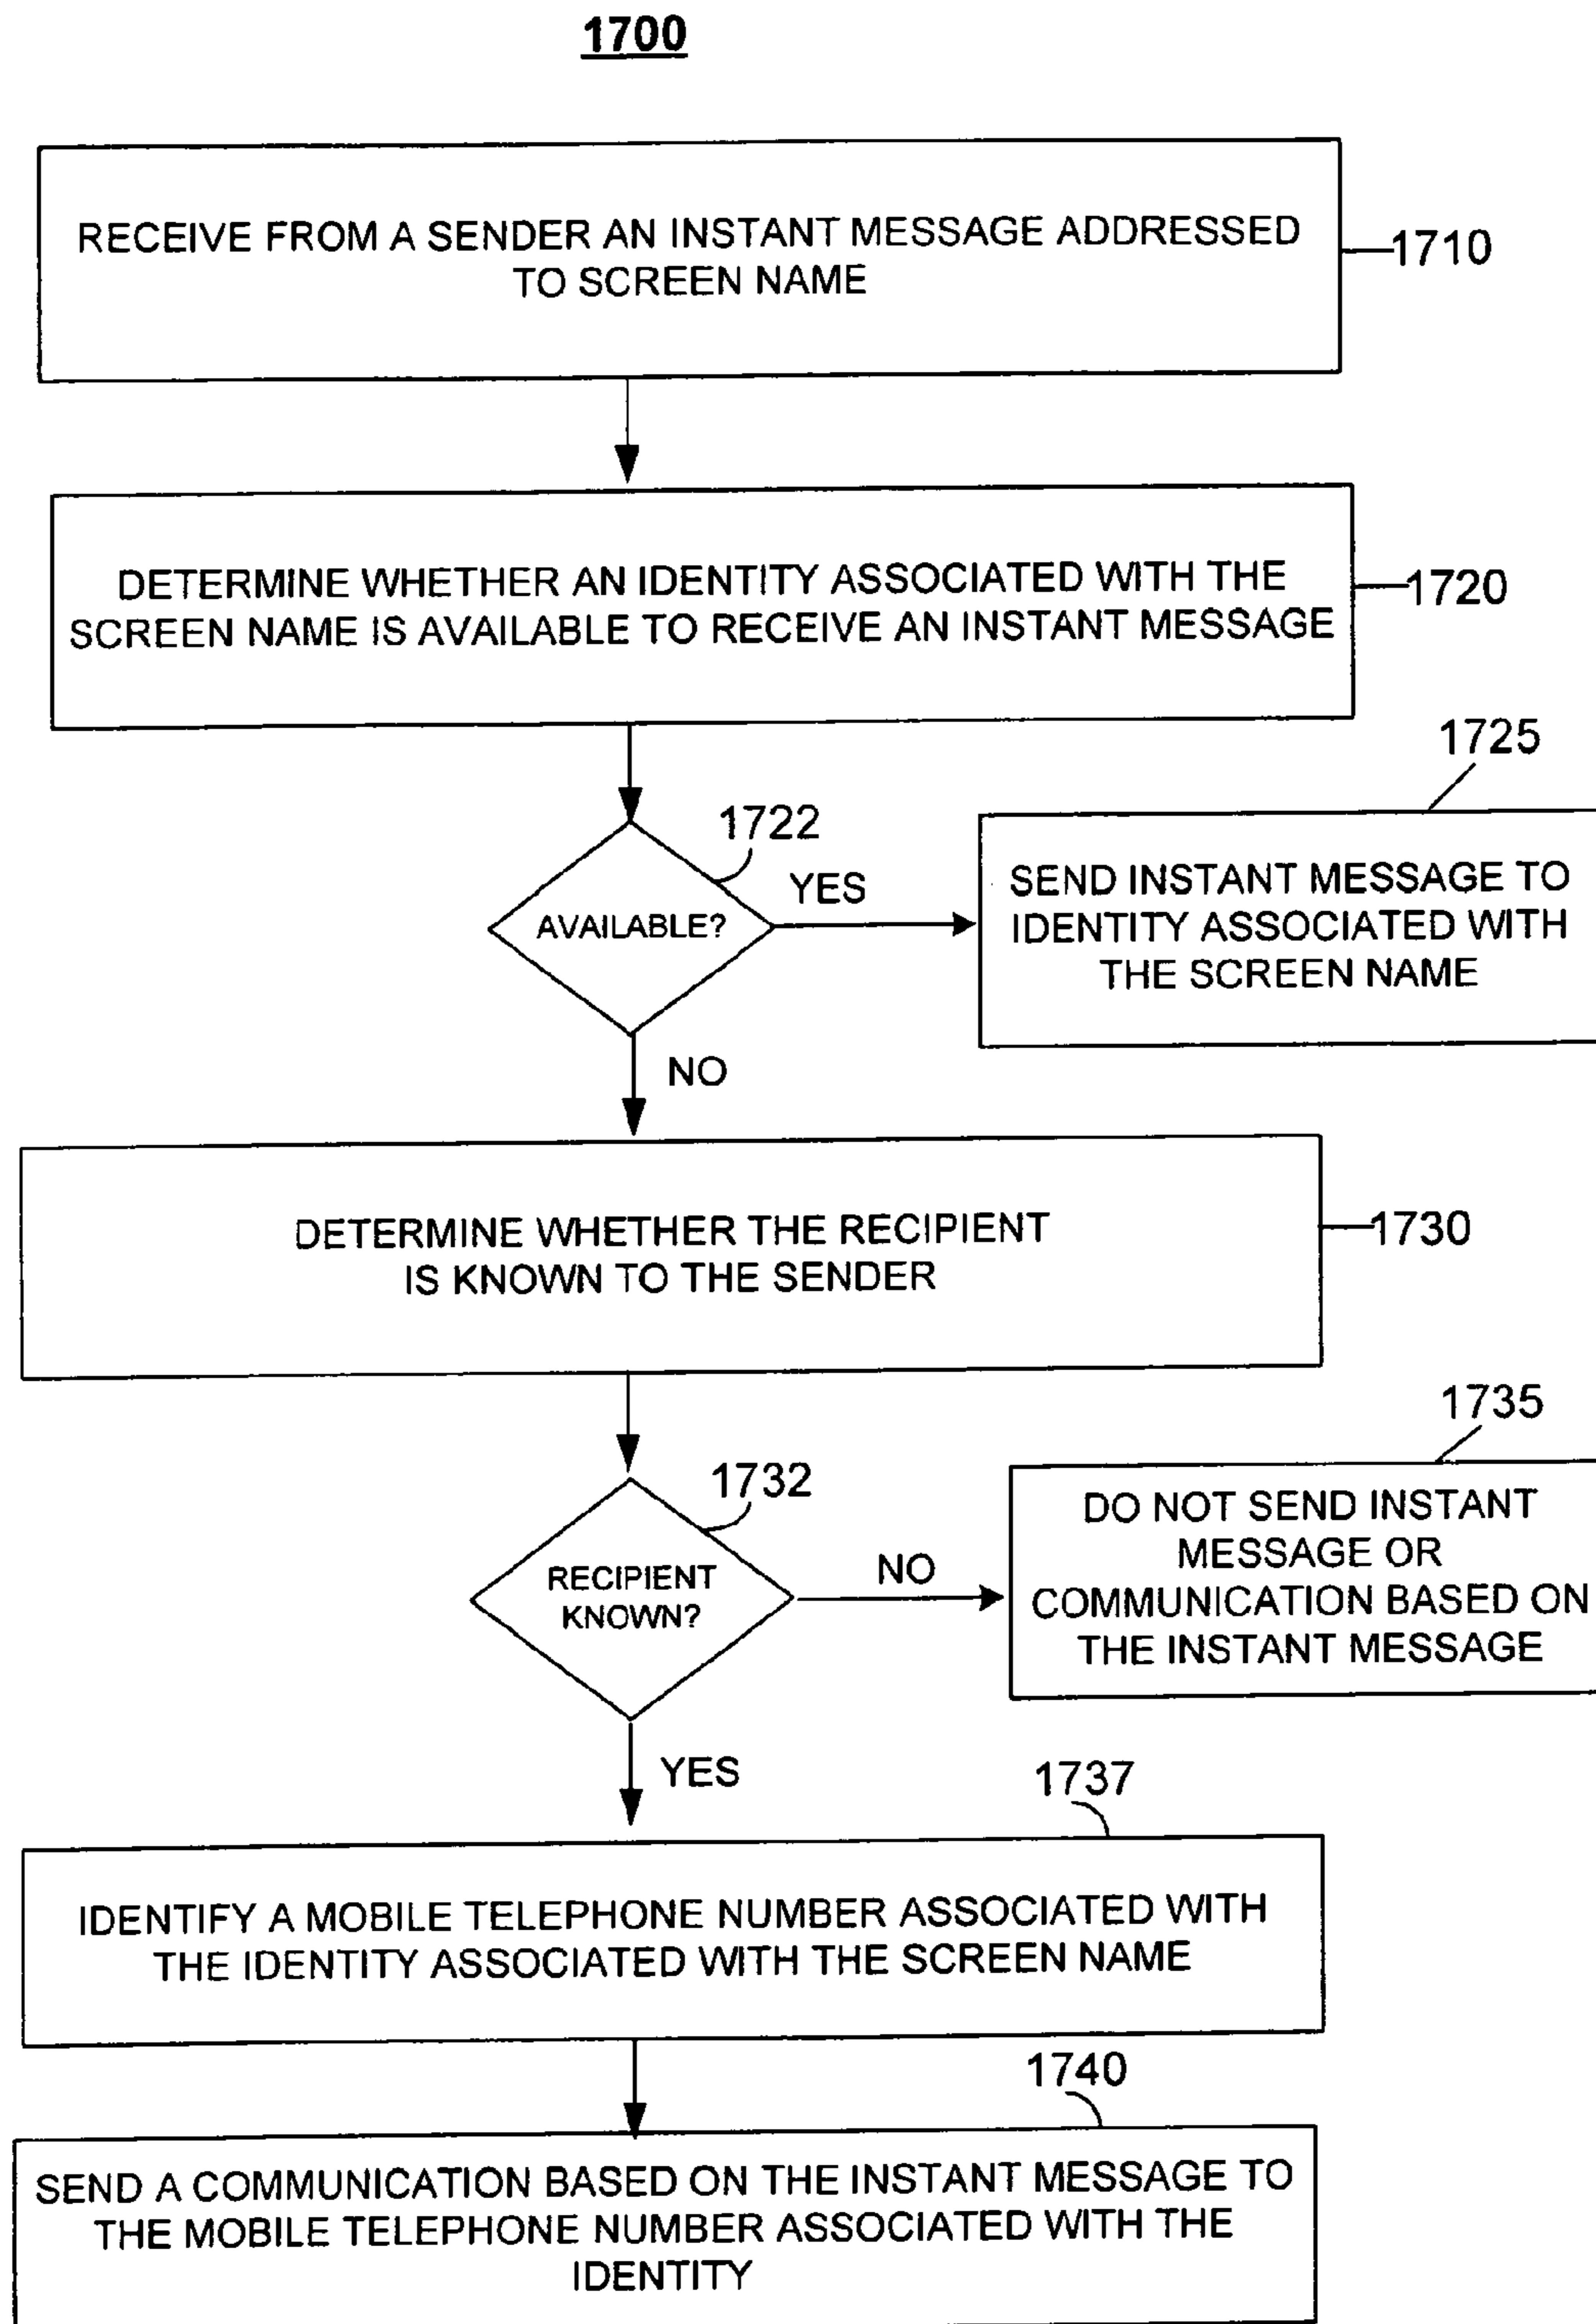 1700
RECEIVE FROM A SENDER AN INSTANT MESSAGE ADDRESSED
TO SCREEN NAME
1710
DETERMINE WHETHER AN IDENTITY ASSOCIATED WITH THE
SCREEN NAME IS AVAILABLE TO RECEIVE AN INSTANT MESSAGE
1720
1722
AVAILABLE?
YES
1725
SEND INSTANT MESSAGE TO
IDENTITY ASSOCIATED WITH
THE SCREEN NAME
NO
DETERMINE WHETHER THE RECIPIENT
IS KNOWN TO THE SENDER
1730
1732
RECIPIENT
KNOWN?
NO
1735
DO NOT SEND INSTANT
MESSAGE OR
COMMUNICATION BASED ON
THE INSTANT MESSAGE
YES
1737
IDENTIFY A MOBILE TELEPHONE NUMBER ASSOCIATED WITH
THE IDENTITY ASSOCIATED WITH THE SCREEN NAME
1740
SEND A COMMUNICATION BASED ON THE INSTANT MESSAGE TO
THE MOBILE TELEPHONE NUMBER ASSOCIATED WITH THE
IDENTITY